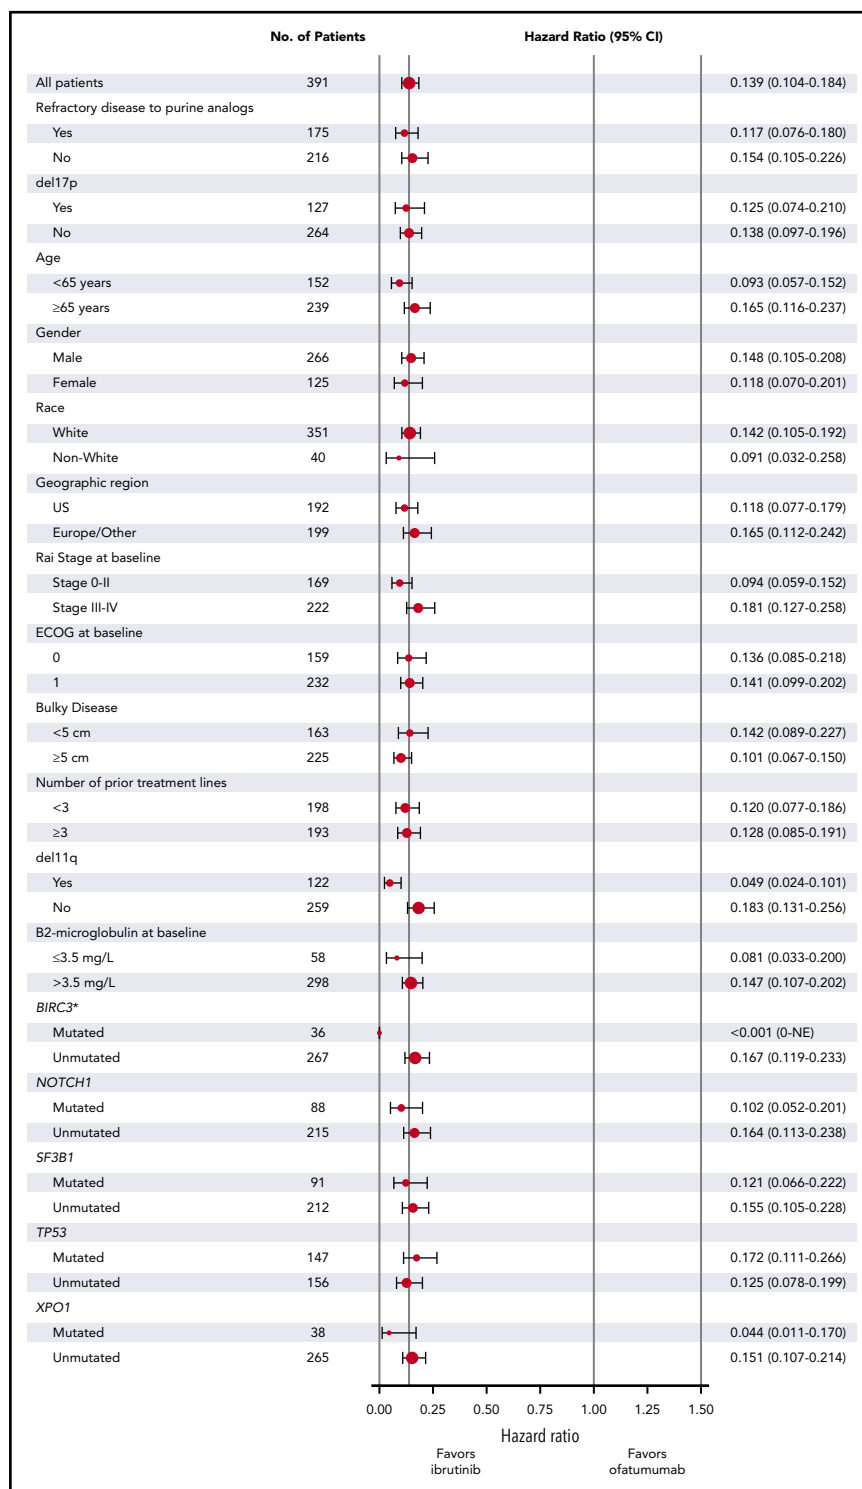 No. of Patients Hazard Ratio (95% CI)
All patients 391 0.139 (0.104-0.184)
Refractory disease to purine analogs
Yes 175 0.117 (0.076-0.180)
No 216 0.154 (0.105-0.226)
del17p
Yes 127 0.125 (0.074-0.210)
No 264 0.138 (0.097-0.196)
Age
<65 years 152 0.093 (0.057-0.152)
≥65 years 239 0.165 (0.116-0.237)
Gender
Male 266 0.148 (0.105-0.208)
Female 125 0.118 (0.070-0.201)
Race
White 351 0.142 (0.105-0.192)
Non-White 40 0.091 (0.032-0.258)
Geographic region
US 192 0.118 (0.077-0.179)
Europe/Other 199 0.165 (0.112-0.242)
Rai Stage at baseline
Stage 0-II 169 0.094 (0.059-0.152)
Stage III-IV 222 0.181 (0.127-0.258)
ECOG at baseline
0 159 0.136 (0.085-0.218)
1 232 0.141 (0.099-0.202)
Bulky Disease
<5 cm 163 0.142 (0.089-0.227)
≥5 cm 225 0.101 (0.067-0.150)
Number of prior treatment lines
<3 198 0.120 (0.077-0.186)
≥3 193 0.128 (0.085-0.191)
del11q
Yes 122 0.049 (0.024-0.101)
No 259 0.183 (0.131-0.256)
B2-microglobulin at baseline
≤3.5 mg/L 58 0.081 (0.033-0.200)
>3.5 mg/L 298 0.147 (0.107-0.202)
BIRC3*
Mutated 36 <0.001 (0-NE)
Unmutated 267 0.167 (0.119-0.233)
NOTCH1
Mutated 88 0.102 (0.052-0.201)
Unmutated 215 0.164 (0.113-0.238)
SF3B1
Mutated 91 0.121 (0.066-0.222)
Unmutated 212 0.155 (0.105-0.228)
TP53
Mutated 147 0.172 (0.111-0.266)
Unmutated 156 0.125 (0.078-0.199)
XPO1
Mutated 38 0.044 (0.011-0.170)
Unmutated 265 0.151 (0.107-0.214)
0.00 0.25 0.50 0.75 1.00 1.25 1.50
Hazard ratio
Favors Favors
ibrutinib ofatumumab